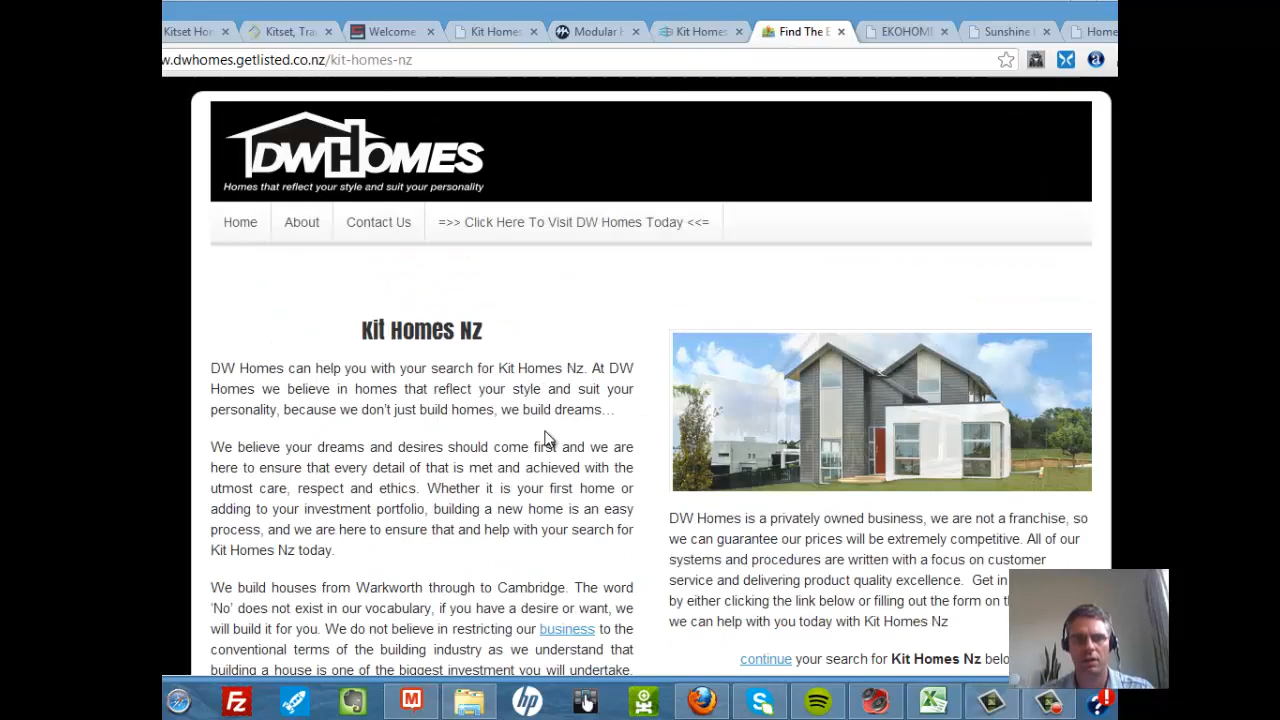 Kitset Hom
Kitset, Tra
Welcome
Kit Homes
Modular H
Kit Homes
Find The B
EKOHOM
Sunshine
Home
w.dwhomes.getlisted.co.nz/kit-homes-nz
DWHOMES
Homes that reflect your style and suit your personality
Home
About
Contact Us
=>> Click Here To Visit DW Homes Today <<=
Kit Homes Nz
DW Homes can help you with your search for Kit Homes Nz. At DW
Homes we believe in homes that reflect your style and suit your
personality, because we don't just build homes, we build dreams…
We believe your dreams and desires should come first and we are
here to ensure that every detail of that is met and achieved with the
utmost care, respect and ethics. Whether it is your first home or
adding to your investment portfolio, building a new home is an easy
process, and we are here to ensure that and help with your search for
Kit Homes Nz today.
We build houses from Warkworth through to Cambridge. The word
'No' does not exist in our vocabulary, if you have a desire or want, we
will build it for you. We do not believe in restricting our business to the
conventional terms of the building industry as we understand that
building a house is one of the biggest investment you will undertake.
DW Homes is a privately owned business, we are not a franchise, so
we can guarantee our prices will be extremely competitive. All of our
systems and procedures are written with a focus on customer
service and delivering product quality excellence. Get in
by either clicking the link below or filling out the form on th
we can help with you today with Kit Homes Nz
continue your search for Kit Homes Nz belo